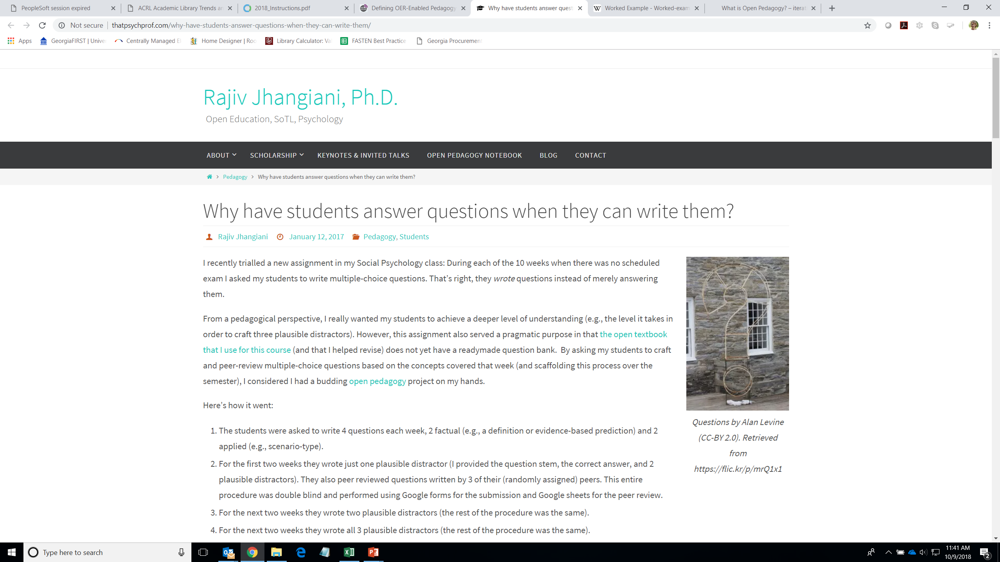 PeopleSoft session expired
ACRL Academic Library Trends an
2018_Instructions.pdf
Defining OER-Enabled Pedagogy
Why have students answer quest
Worked Example - Worked-exam
What is Open Pedagogy? – iterat
Not secure
thatpsychprof.com/why-have-students-answer-questions-when-they-can-write-them/
Apps
GeorgiaFIRST | Univer
Centrally Managed El
Home Designer | Roo
Library Calculator: Va
FASTEN Best Practice
Georgia Procurement
Rajiv Jhangiani, Ph.D.
Open Education, SoTL, Psychology
ABOUT SCHOLARSHIP KEYNOTES & INVITED TALKS OPEN PEDAGOGY NOTEBOOK BLOG CONTACT
Pedagogy > Why have students answer questions when they can write them?
Why have students answer questions when they can write them?
Rajiv Jhangiani January 12, 2017 Pedagogy, Students
I recently trialled a new assignment in my Social Psychology class: During each of the 10 weeks when there was no scheduled
exam I asked my students to write multiple-choice questions. That’s right, they wrote questions instead of merely answering
them.
From a pedagogical perspective, I really wanted my students to achieve a deeper level of understanding (e.g., the level it takes in
order to craft three plausible distractors). However, this assignment also served a pragmatic purpose in that the open textbook
that I use for this course (and that I helped revise) does not yet have a readymade question bank. By asking my students to craft
and peer-review multiple-choice questions based on the concepts covered that week (and scaffolding this process over the
semester), I considered I had a budding open pedagogy project on my hands.
Here’s how it went:
1. The students were asked to write 4 questions each week, 2 factual (e.g., a definition or evidence-based prediction) and 2
applied (e.g., scenario-type).
2. For the first two weeks they wrote just one plausible distractor (I provided the question stem, the correct answer, and 2
plausible distractors). They also peer reviewed questions written by 3 of their (randomly assigned) peers. This entire
procedure was double blind and performed using Google forms for the submission and Google sheets for the peer review.
3. For the next two weeks they wrote two plausible distractors (the rest of the procedure was the same).
4. For the next two weeks they wrote all 3 plausible distractors (the rest of the procedure was the same).
Questions by Alan Levine
(CC-BY 2.0). Retrieved
from
https://flic.kr/p/mrQ1x1
Type here to search
11:41 AM
10/9/2018
2